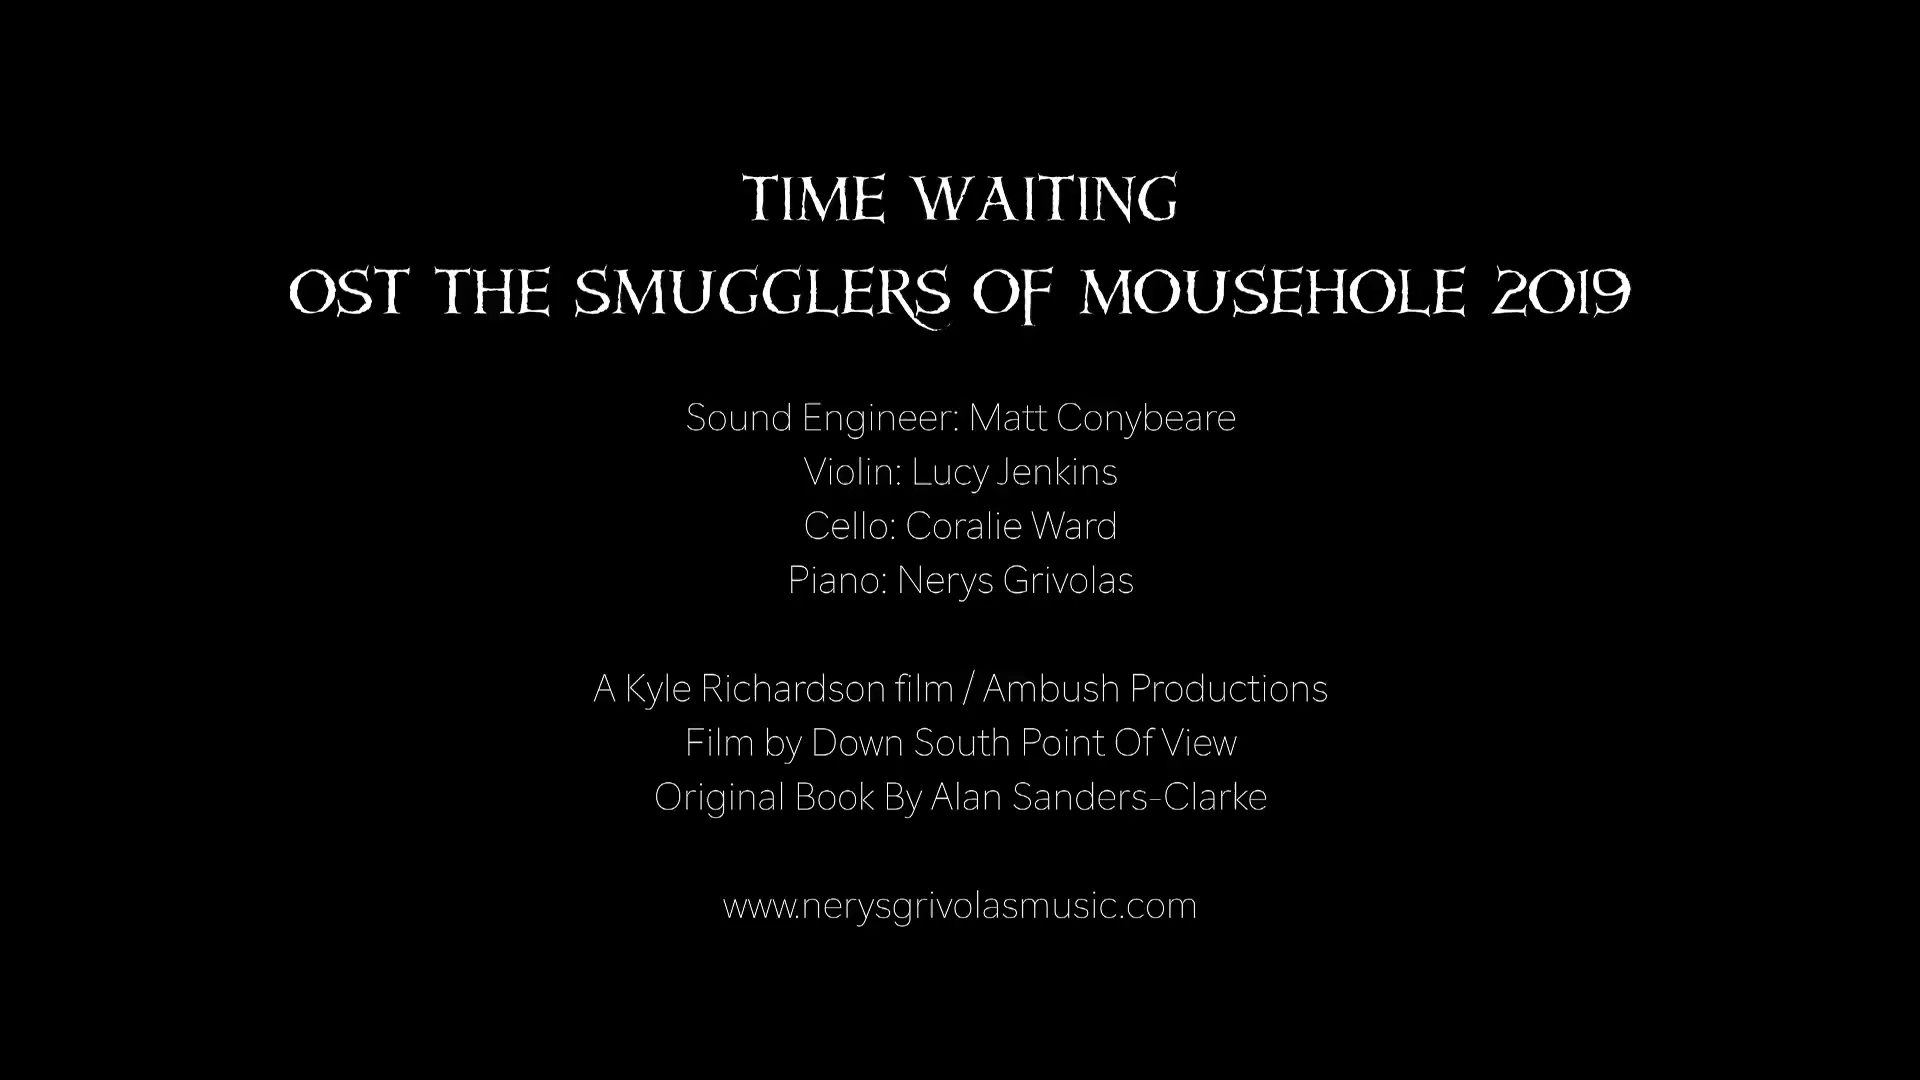 TIME WAITING
OST THE SMUGGLERS OF MOUSEHOLE 2019
Sound Engineer: Matt Conybeare
Violin: Lucy Jenkins
Cello: Coralie Ward
Piano: Nerys Grivolas
A Kyle Richardson film / Ambush Productions
Film by Down South Point Of View
Original Book By Alan Sanders-Clarke
www.nerysgrivolasmusic.com